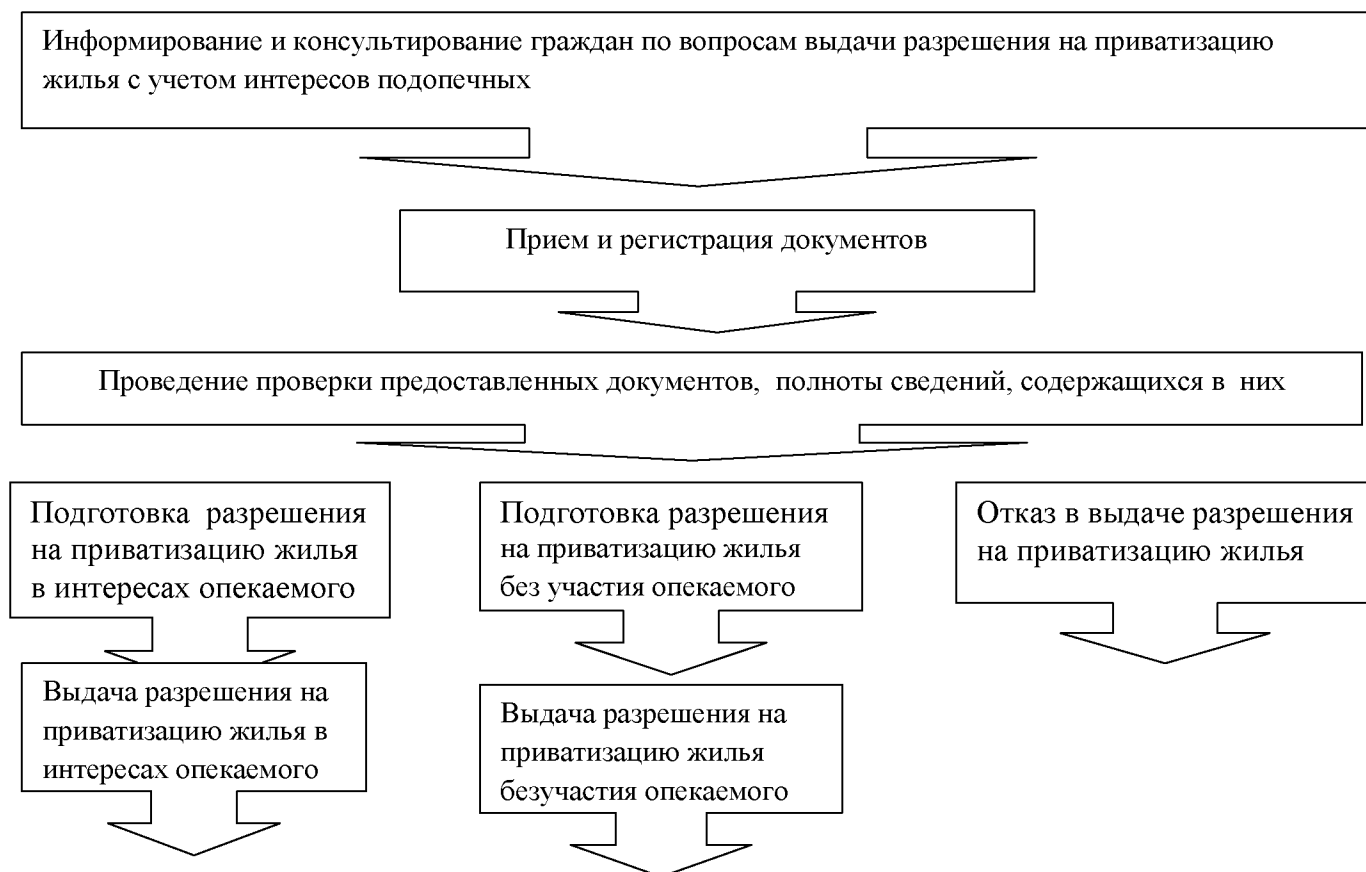 Информирование и консультирование граждан по вопросам выдачи разрешения на приватизацию
жилья с учетом интересов подопечных
Прием и регистрация документов
Проведение проверки предоставленных документов,  полноты сведений, содержащихся в  них
Подготовка  разрешения
на приватизацию жилья
в интересах опекаемого
Подготовка разрешения
на приватизацию жилья
без участия опекаемого
Отказ в выдаче разрешения
на приватизацию жилья
Выдача разрешения на
приватизацию жилья в
интересах опекаемого
Выдача разрешения на
приватизацию жилья
безучастия опекаемого